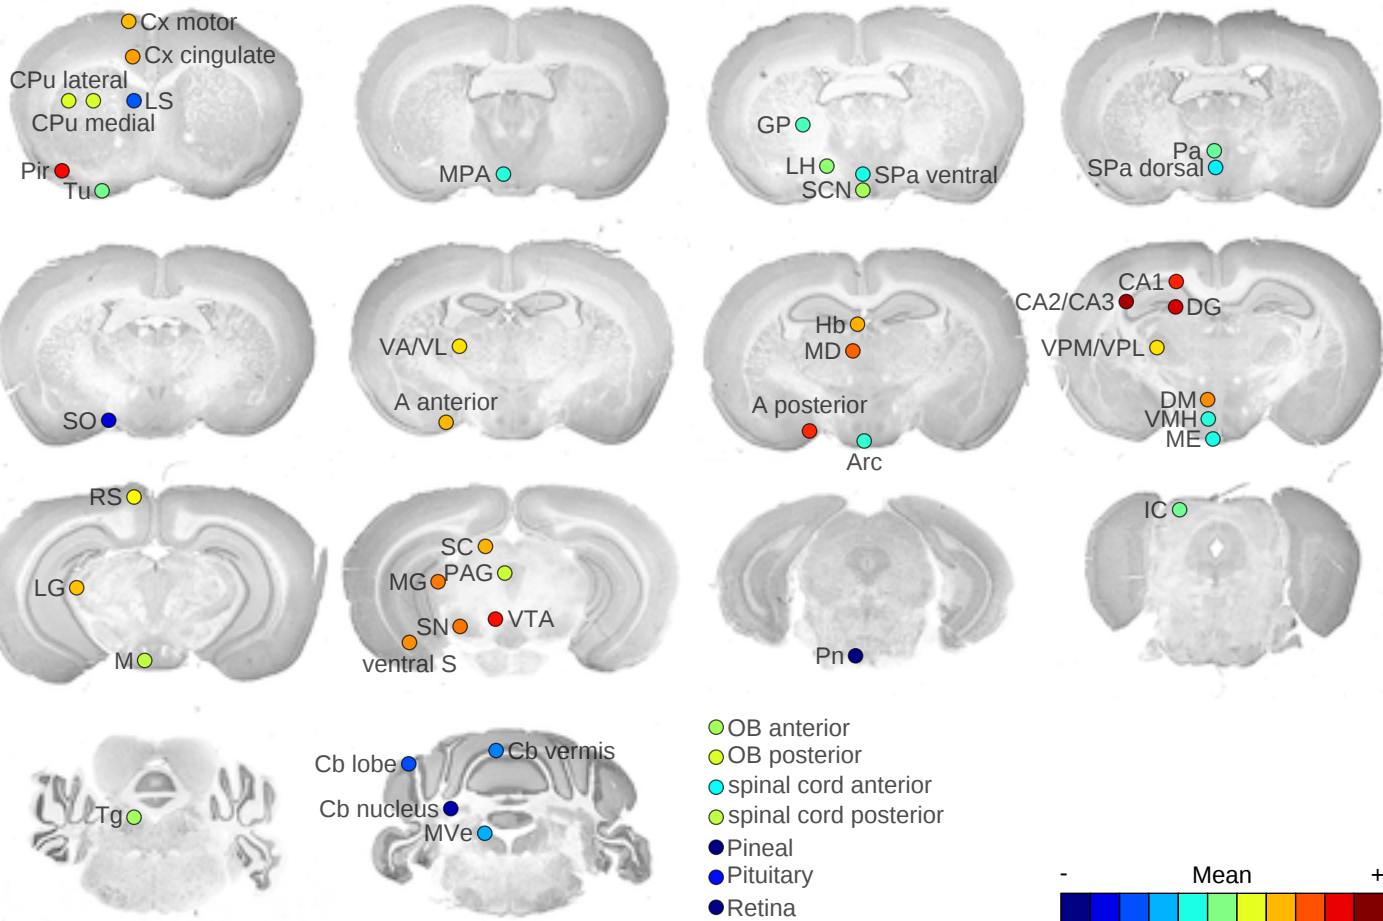 Cx motor
Cx cingulate
CPu lateral
LS
CPu medial
Pir
Tu
MPA
GP
LH
SPa ventral
SCN
Pa
SPa dorsal
SO
VA/VL
A anterior
Hb
MD
A posterior
Arc
CA1
CA2/CA3
DG
VPM/VPL
DM
VMH
ME
RS
LG
M
SC
MG
PAG
SN
VTA
ventral S
Pn
IC
Tg
Cb lobe
Cb vermis
Cb nucleus
MVe
OB anterior
OB posterior
spinal cord anterior
spinal cord posterior
Pineal
Pituitary
Retina
- Mean +